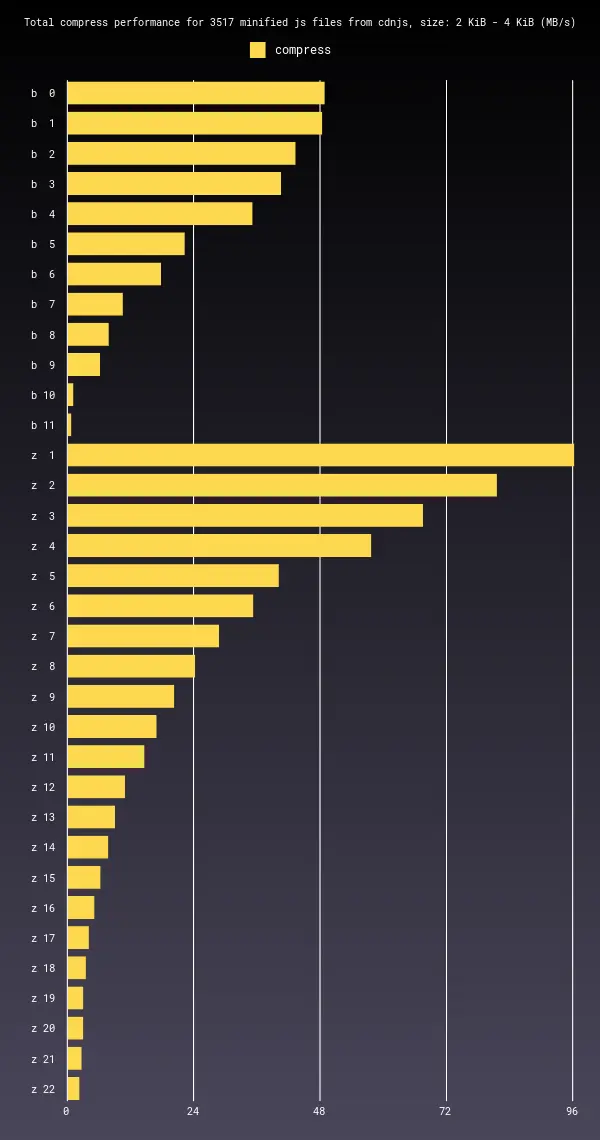 Total compress performance for 3517 minified js files from cdnjs, size: 2 KiB - 4 KiB (MB/s)
compress
b 0
b 1
b 2
b 3
b 4
b 5
b 6
b 7
b 8
b 9
b 10
b 11
z 1
z 2
z 3
z 4
z 5
z 6
z 7
z 8
z 9
z 10
z 11
z 12
z 13
z 14
z 15
z 16
z 17
z 18
z 19
z 20
z 21
z 22
0 24 48 72 96